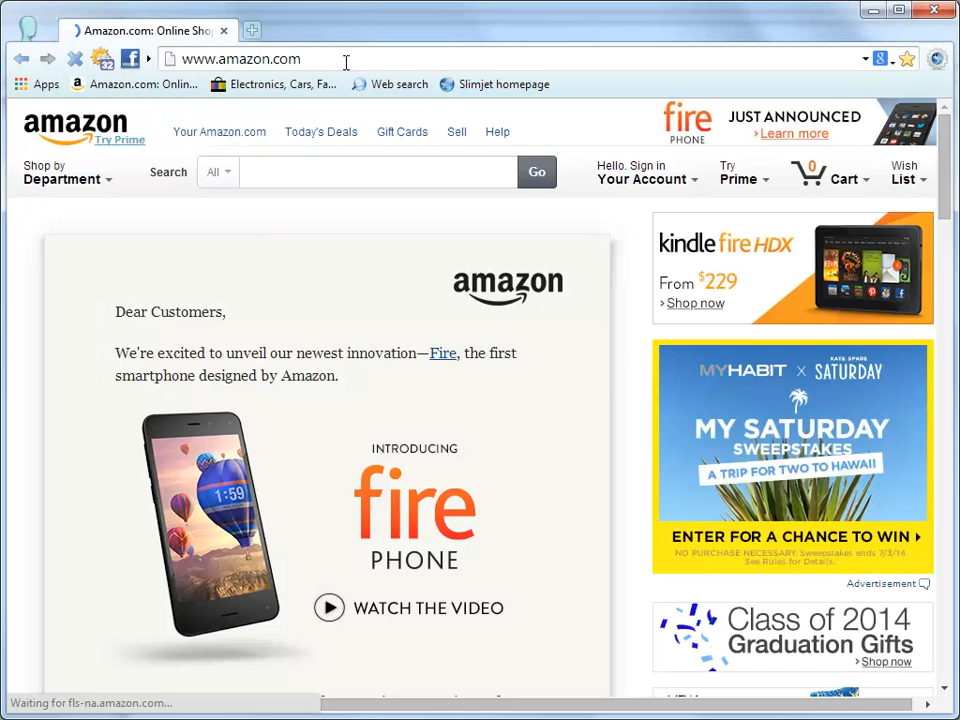 Amazon.com: Online Sho
www.amazon.com
Apps
Amazon.com: Onlin...
Electronics, Cars, Fa...
Web search
Slimjet homepage
amazon
Try Prime
Your Amazon.com
Today's Deals
Gift Cards
Sell
Help
fire
PHONE
JUST ANNOUNCED
› Learn more
Shop by
Department
Search
All
Go
Hello. Sign in
Your Account
Try
Prime
0
Cart
Wish
List
amazon
Dear Customers,
We're excited to unveil our newest innovation—Fire, the first
smartphone designed by Amazon.
1:59
INTRODUCING
fire
PHONE
WATCH THE VIDEO
kindle fire HDX
From $229
› Shop now
MYHABIT X KATE SPADE SATURDAY
MY SATURDAY
SWEEPSTAKES
A TRIP FOR TWO TO HAWAII
ENTER FOR A CHANCE TO WIN
NO PURCHASE NECESSARY. Sweepstakes ends 7/3/14.
See Rules for Details.
Advertisement
Class of 2014
Graduation Gifts
› Shop now
Waiting for fls-na.amazon.com...